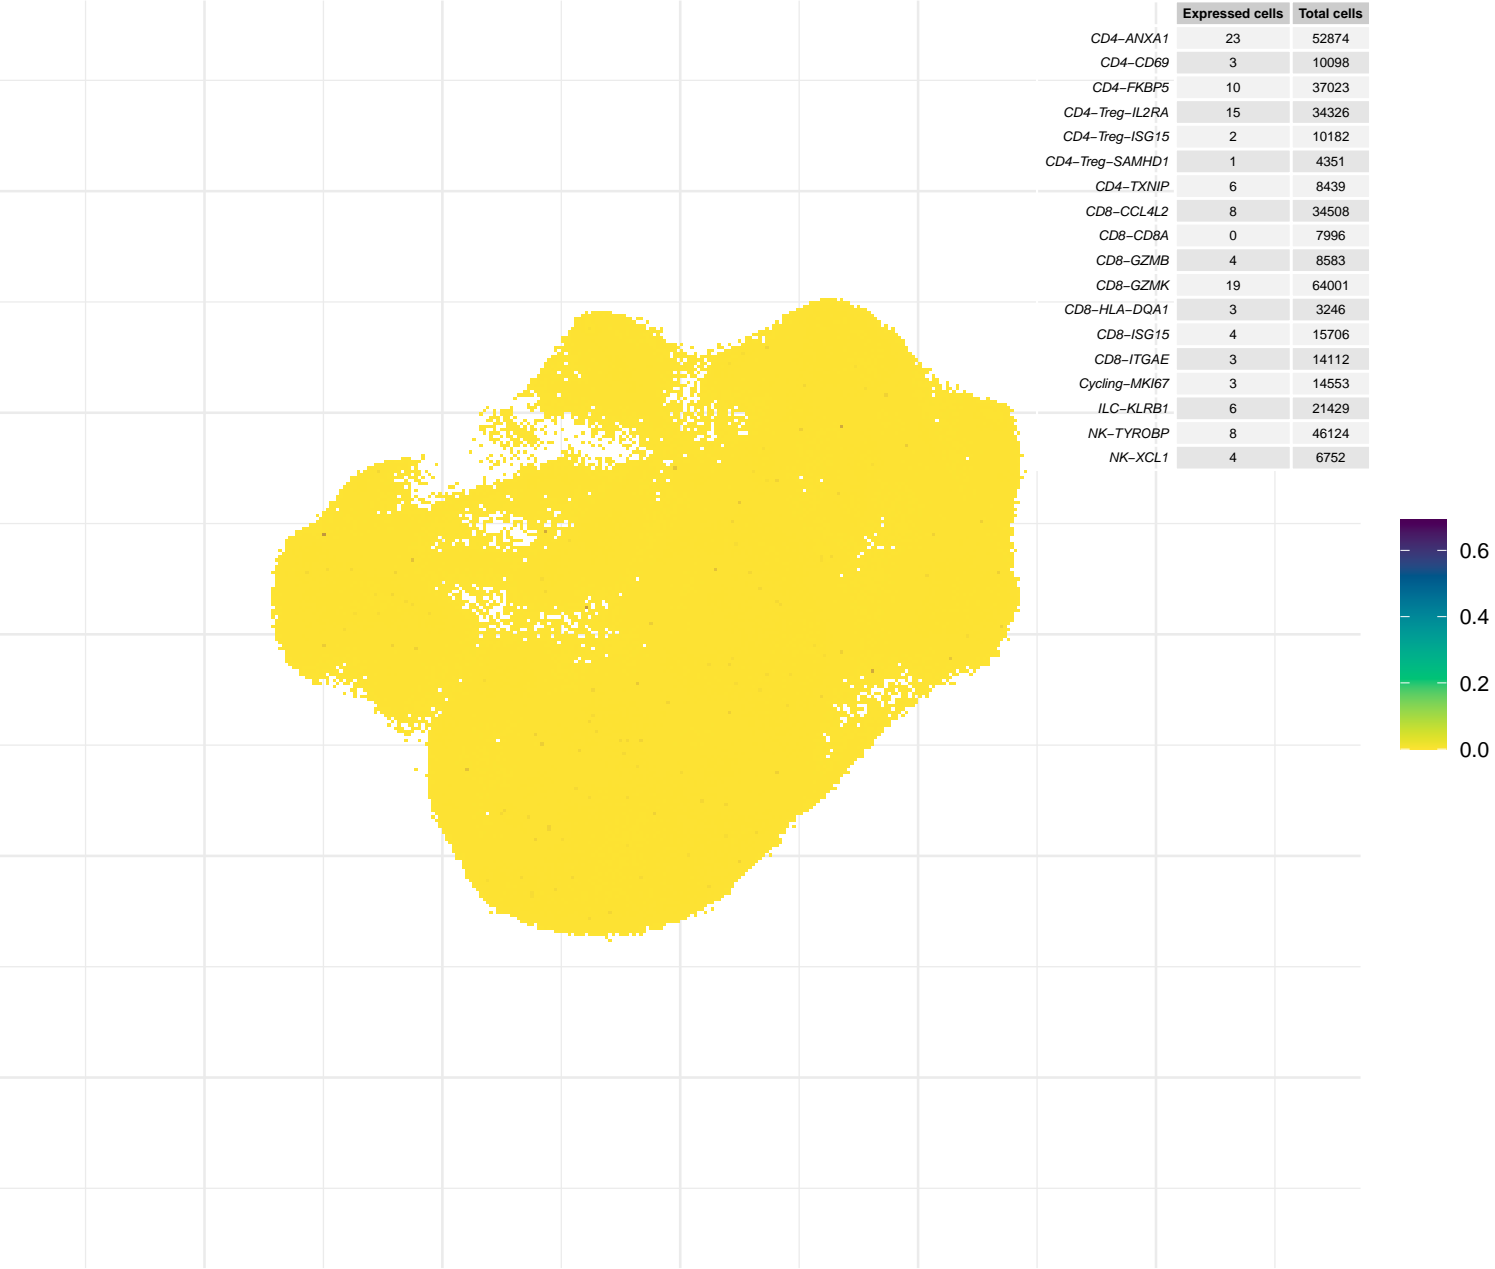 Expressed cells Total cells
CD4−ANXA1 23 52874
CD4−CD69 3 10098
CD4−FKBP5 10 37023
CD4−Treg−IL2RA 15 34326
CD4−Treg−ISG15 2 10182
CD4−Treg−SAMHD1 1 4351
CD4−TXNIP 6 8439
CD8−CCL4L2 8 34508
CD8−CD8A 0 7996
CD8−GZMB 4 8583
CD8−GZMK 19 64001
CD8−HLA−DQA1 3 3246
CD8−ISG15 4 15706
CD8−ITGAE 3 14112
Cycling−MKI67 3 14553
ILC−KLRB1 6 21429
NK−TYROBP 8 46124
NK−XCL1 4 6752
0.6
0.4
0.2
0.0